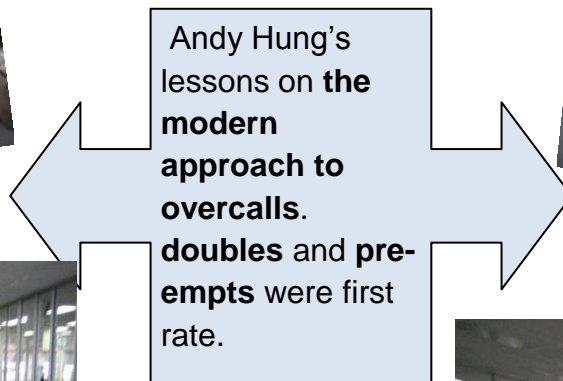 Andy Hung’s
lessons on the
modern
approach to
overcalls.
doubles and pre-
empts were first
rate.